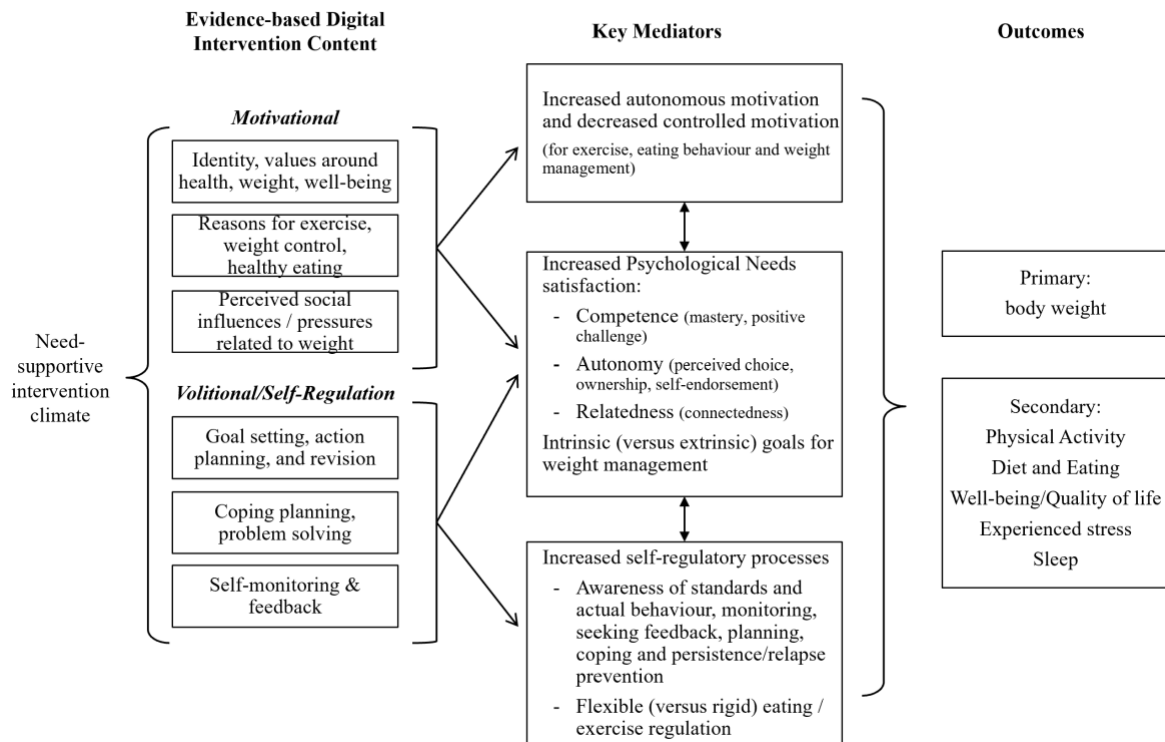 Evidence-based Digital
Intervention Content
Key Mediators
Outcomes
Need-
supportive
intervention
climate
Motivational
Identity, values around
health, weight, well-being
Reasons for exercise,
weight control,
healthy eating
Perceived social
influences / pressures
related to weight
Volitional/Self-Regulation
Goal setting, action
planning, and revision
Coping planning,
problem solving
Self-monitoring &
feedback
Increased autonomous motivation
and decreased controlled motivation
(for exercise, eating behaviour and weight
management)
Increased Psychological Needs
satisfaction:
- Competence (mastery, positive
challenge)
- Autonomy (perceived choice,
ownership, self-endorsement)
- Relatedness (connectedness)
Intrinsic (versus extrinsic) goals for
weight management
Increased self-regulatory processes
- Awareness of standards and
actual behaviour, monitoring,
seeking feedback, planning,
coping and persistence/relapse
prevention
- Flexible (versus rigid) eating /
exercise regulation
Primary:
body weight
Secondary:
Physical Activity
Diet and Eating
Well-being/Quality of life
Experienced stress
Sleep